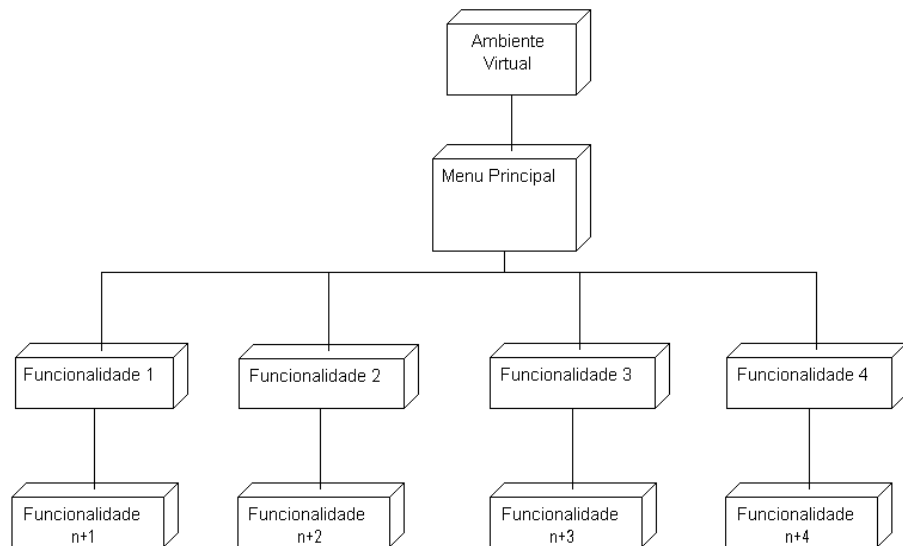 Ambiente
Virtual
Menu Principal
Funcionalidade 1
Funcionalidade 2
Funcionalidade 3
Funcionalidade 4
Funcionalidade
n+1
Funcionalidade
n+2
Funcionalidade
n+3
Funcionalidade
n+4